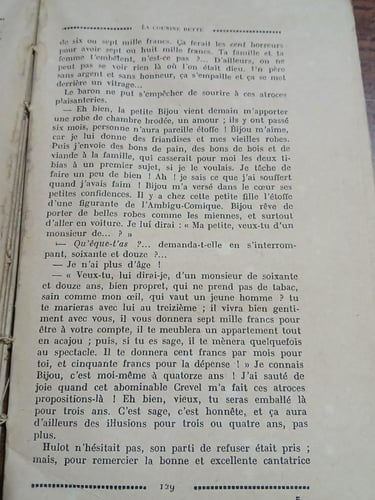 LA COUSINE BETTE
de six ou sept mille francs. Ça ferait les cent horreurs
pour avoir sept ou huit mille francs. Ta famille et ta
femme t'embêtent, n'est-ce pas ?... D'ailleurs, on ne
peut pas se voir rien là où l'on était dieu. Un père
sans argent et sans honneur, ça s'empaille et ça se met
derrière un vitrage...
Le baron ne put s'empêcher de sourire à ces atroces
plaisanteries.
— Eh bien, la petite Bijou vient demain m'apporter
une robe de chambre brodée, un amour ; ils y ont passé
six mois, personne n'aura pareille étoffe ! Bijou m'aime,
car je lui donne des friandises et mes vieilles robes.
Puis j'envoie des bons de pain, des bons de bois et de
viande à la famille, qui casserait pour moi les deux ti-
bias à un premier sujet, si je le voulais. Je tâche de
faire un peu de bien ! Ah ! je sais ce que j'ai souffert
quand j'avais faim ! Bijou m'a versé dans le cœur ses
petites confidences. Il y a chez cette petite fille l'étoffe
d'une figurante de l'Ambigu-Comique. Bijou rêve de
porter de belles robes comme les miennes, et surtout
d'aller en voiture. Je lui dirai : « Ma petite, veux-tu d'un
monsieur de... ? »
— Qu'éque-t'as ?... demanda-t-elle en s'interrom-
pant, soixante et douze ?...
— Je n'ai plus d'âge !
— « Veux-tu, lui dirai-je, d'un monsieur de soixante
et douze ans, bien propret, qui ne prend pas de tabac,
sain comme mon œil, qui vaut un jeune homme ? tu
te marieras avec lui au treizième ; il vivra bien genti-
ment avec vous, il vous donnera sept mille francs pour
être à votre compte, il te meublera un appartement tout
en acajou ; puis, si tu es sage, il te mènera quelquefois
au spectacle. Il te donnera cent francs par mois pour
toi, et cinquante francs pour la dépense ! » Je connais
Bijou, c'est moi-même à quatorze ans ! J'ai sauté de
joie quand cet abominable Crevel m'a fait ces atroces
propositions-là ! Eh bien, vieux, tu seras emballé là
pour trois ans. C'est sage, c'est honnête, et ça aura
d'ailleurs des illusions pour trois ou quatre ans, pas
plus.
Hulot n'hésitait pas, son parti de refuser était pris ;
mais, pour remercier la bonne et excellente cantatrice
129
5